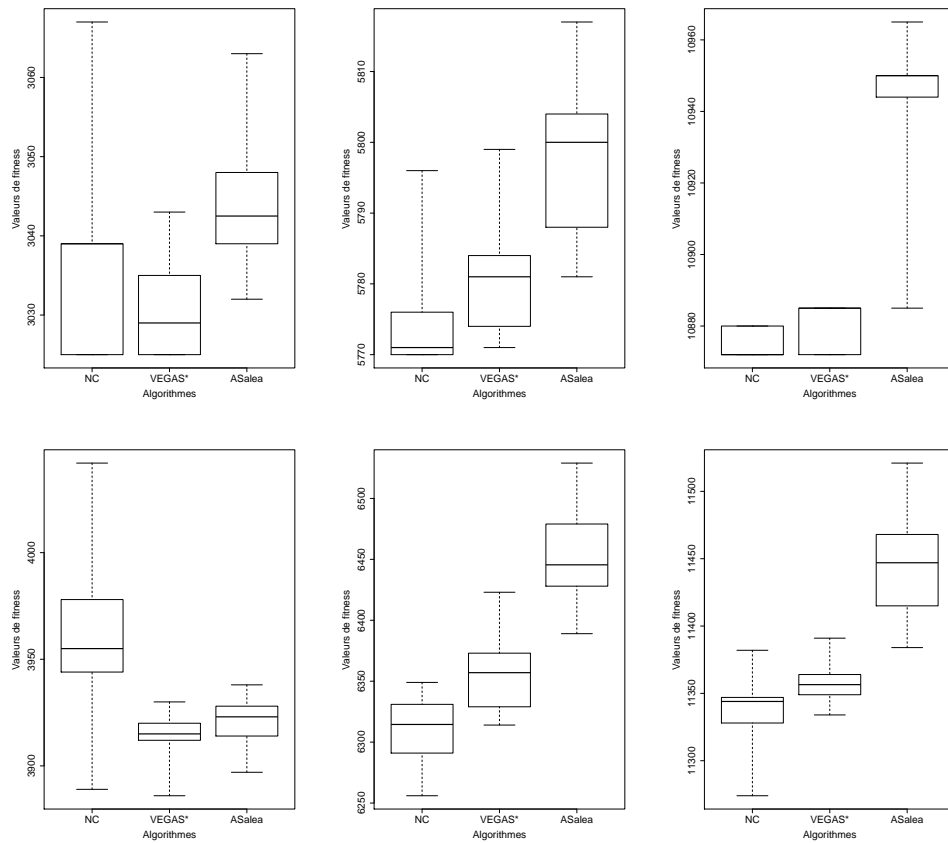 3030 3040 3050 3060
Valeurs de fitness
NC VEGAS* ASalea
Algorithmes
5770 5780 5790 5800 5810
Valeurs de fitness
NC VEGAS* ASalea
Algorithmes
10880 10900 10920 10940 10960
Valeurs de fitness
NC VEGAS* ASalea
Algorithmes
3900 3950 4000
Valeurs de fitness
NC VEGAS* ASalea
Algorithmes
6250 6300 6350 6400 6450 6500
Valeurs de fitness
NC VEGAS* ASalea
Algorithmes
11300 11350 11400 11450 11500
Valeurs de fitness
NC VEGAS* ASalea
Algorithmes